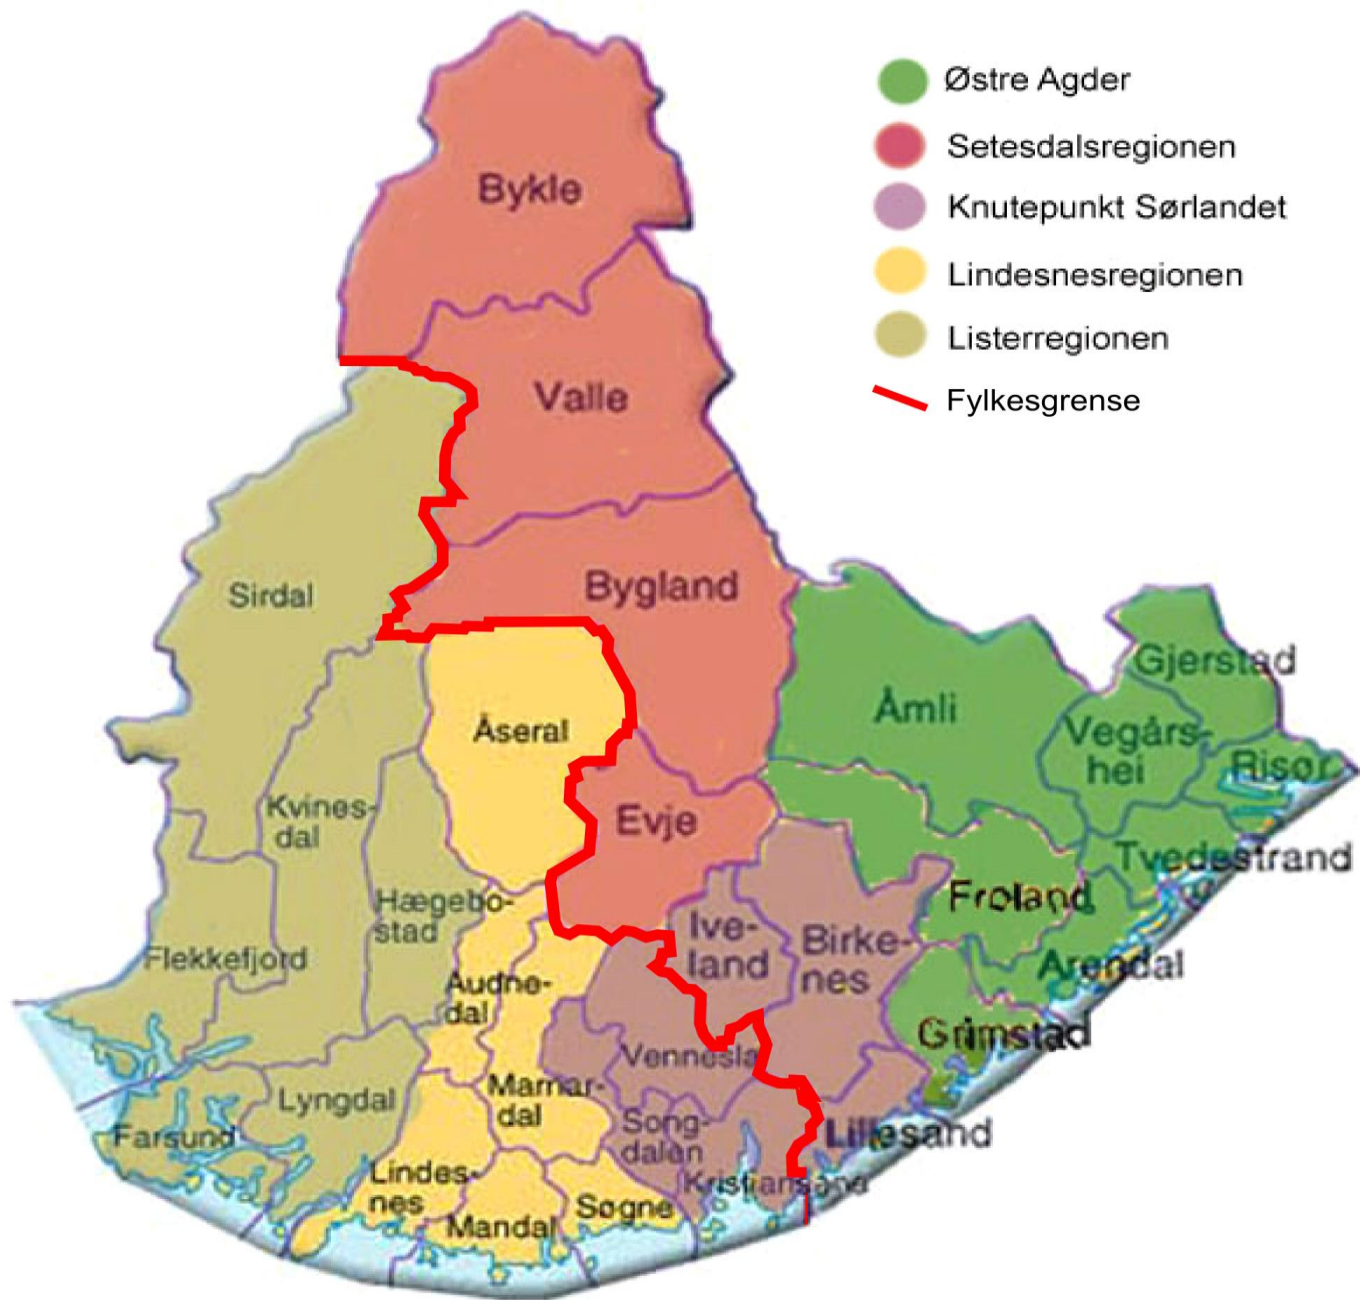 Østre Agder
Setesdalsregionen
Knutepunkt Sørlandet
Lindesnesregionen
Listerregionen
Fylkesgrense
Bykle
Valle
Bygland
Sirdal
Åseral
Evje
Åmli
Gjerstad
Vegårs-
hei
Risør
Tvedestrand
Froland
Arendal
Grimstad
Kvines-
dal
Hægebo-
stad
Flekkefjord
Audne-
dal
Ive-
land
Birke-
nes
Vennesla
Marnar-
dal
Lyngdal
Farsund
Song-
dalen
Lillesand
Kristiansand
Lindes-
nes
Mandal
Søgne